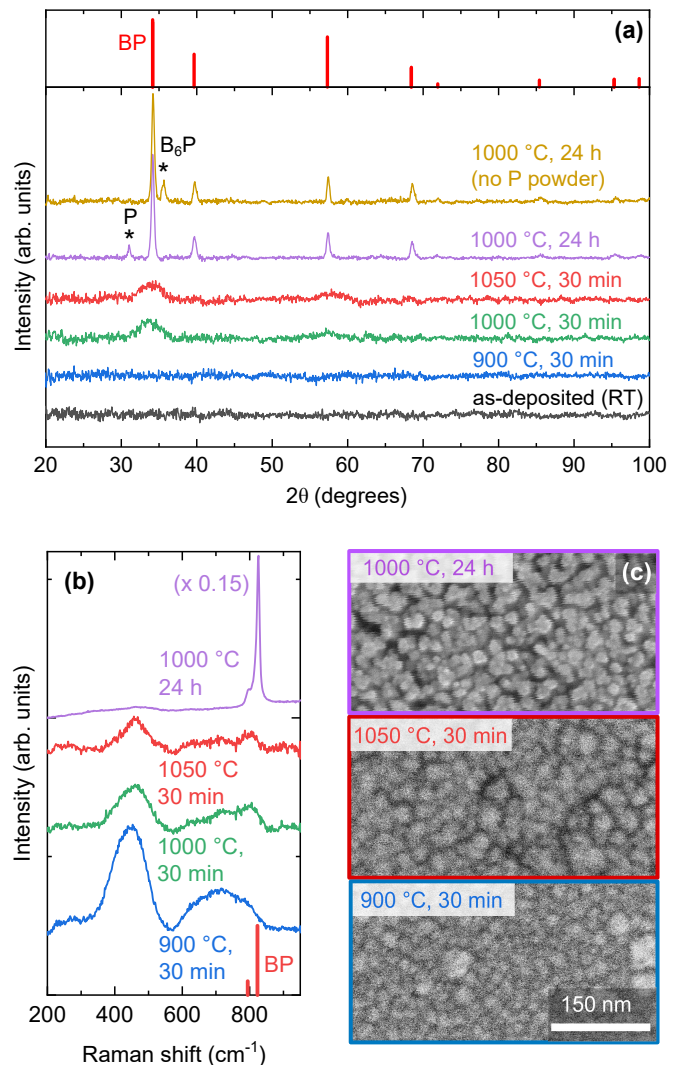 (a)
BP
B₆P
*
1000 °C, 24 h
(no P powder)
P
*
1000 °C, 24 h
1050 °C, 30 min
1000 °C, 30 min
900 °C, 30 min
as-deposited (RT)
Intensity (arb. units)
20 30 40 50 60 70 80 90 100
2θ (degrees)
(b)
(x 0.15)
1000 °C
24 h
1050 °C
30 min
1000 °C,
30 min
900 °C,
30 min
BP
Intensity (arb. units)
200 400 600 800
Raman shift (cm⁻¹)
1000 °C, 24 h
(c)
1050 °C, 30 min
900 °C, 30 min
150 nm